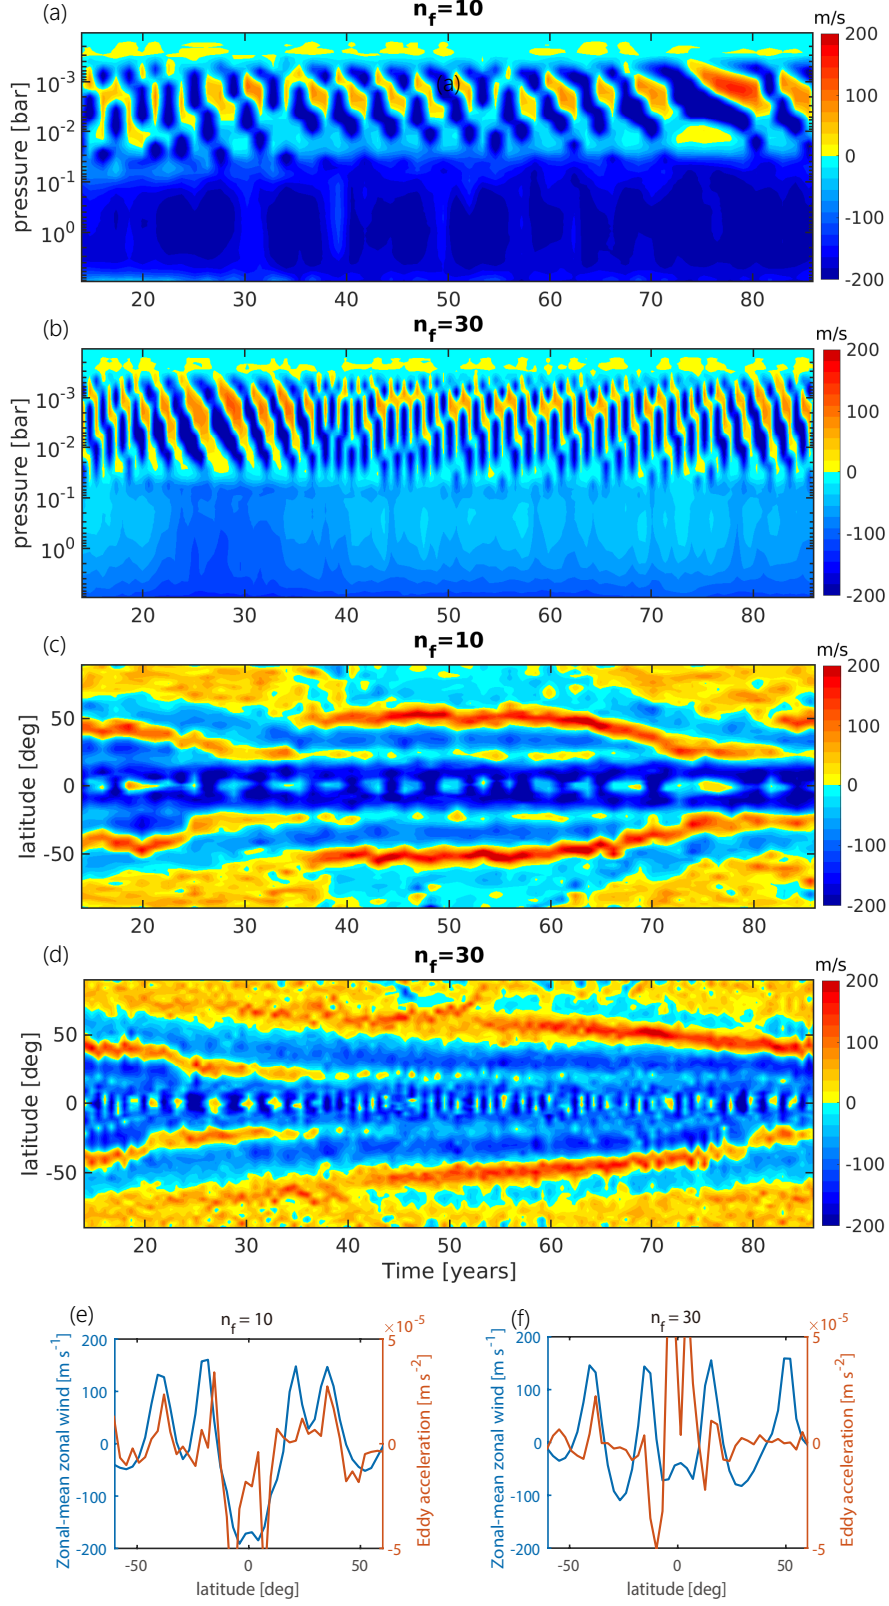 (a)
n_f=10
m/s
(a)
10^-3
10^-2
10^-1
10^0
pressure [bar]
200
100
0
-100
-200
20 30 40 50 60 70 80
(b)
n_f=30
m/s
10^-3
10^-2
10^-1
10^0
pressure [bar]
200
100
0
-100
-200
20 30 40 50 60 70 80
(c)
n_f=10
m/s
50
0
-50
latitude [deg]
200
100
0
-100
-200
20 30 40 50 60 70 80
(d)
n_f=30
m/s
50
0
-50
latitude [deg]
200
100
0
-100
-200
20 30 40 50 60 70 80
Time [years]
(e)
n_f = 10
×10^-5
200
100
0
-100
-200
Zonal-mean zonal wind [m s^-1]
5
0
-5
Eddy acceleration [m s^-2]
-50 0 50
latitude [deg]
(f)
n_f = 30
×10^-5
200
100
0
-100
-200
Zonal-mean zonal wind [m s^-1]
5
0
-5
Eddy acceleration [m s^-2]
-50 0 50
latitude [deg]